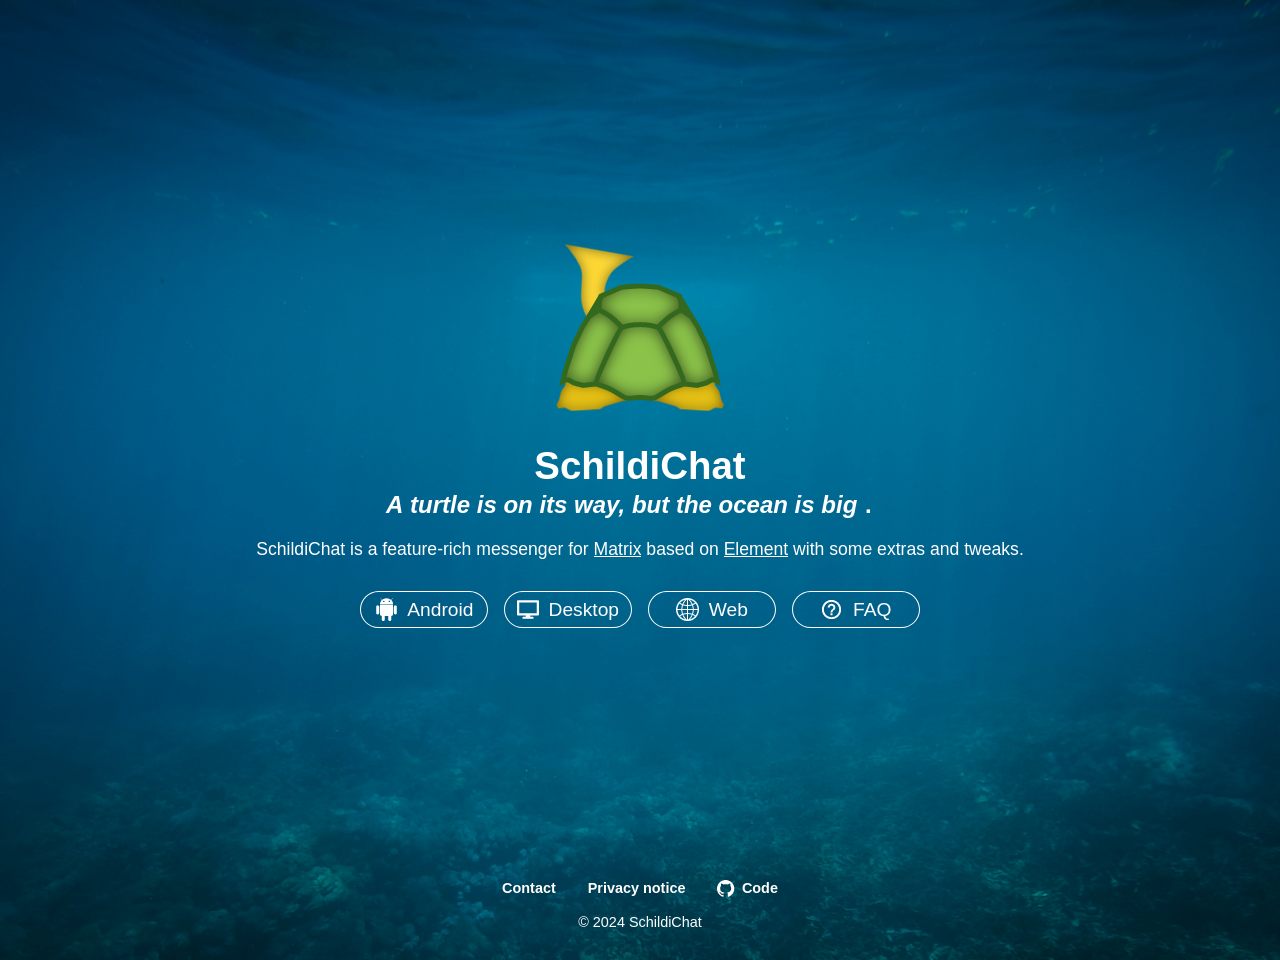 SchildiChat
A turtle is on its way, but the ocean is big .
SchildiChat is a feature-rich messenger for Matrix based on Element with some extras and tweaks.
Android Desktop Web FAQ
Contact Privacy notice Code
© 2024 SchildiChat